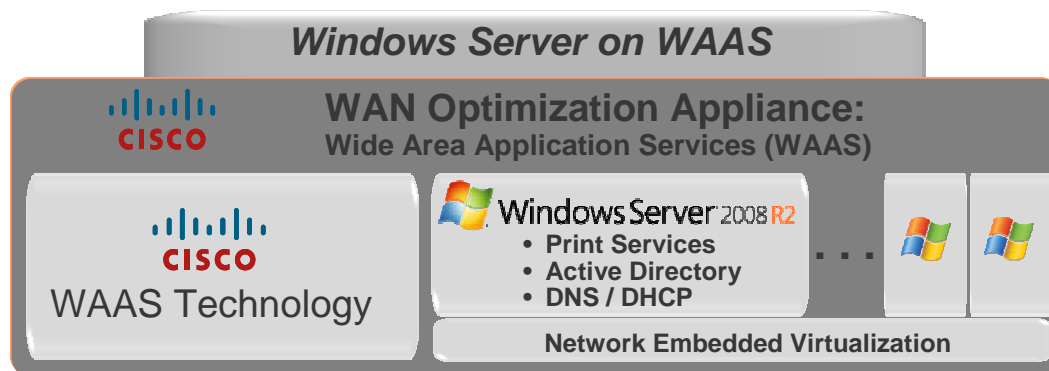 Windows Server on WAAS
CISCO
WAN Optimization Appliance:
Wide Area Application Services (WAAS)
CISCO
WAAS Technology
Windows Server 2008 R2
• Print Services
• Active Directory
• DNS / DHCP
. . .
Network Embedded Virtualization